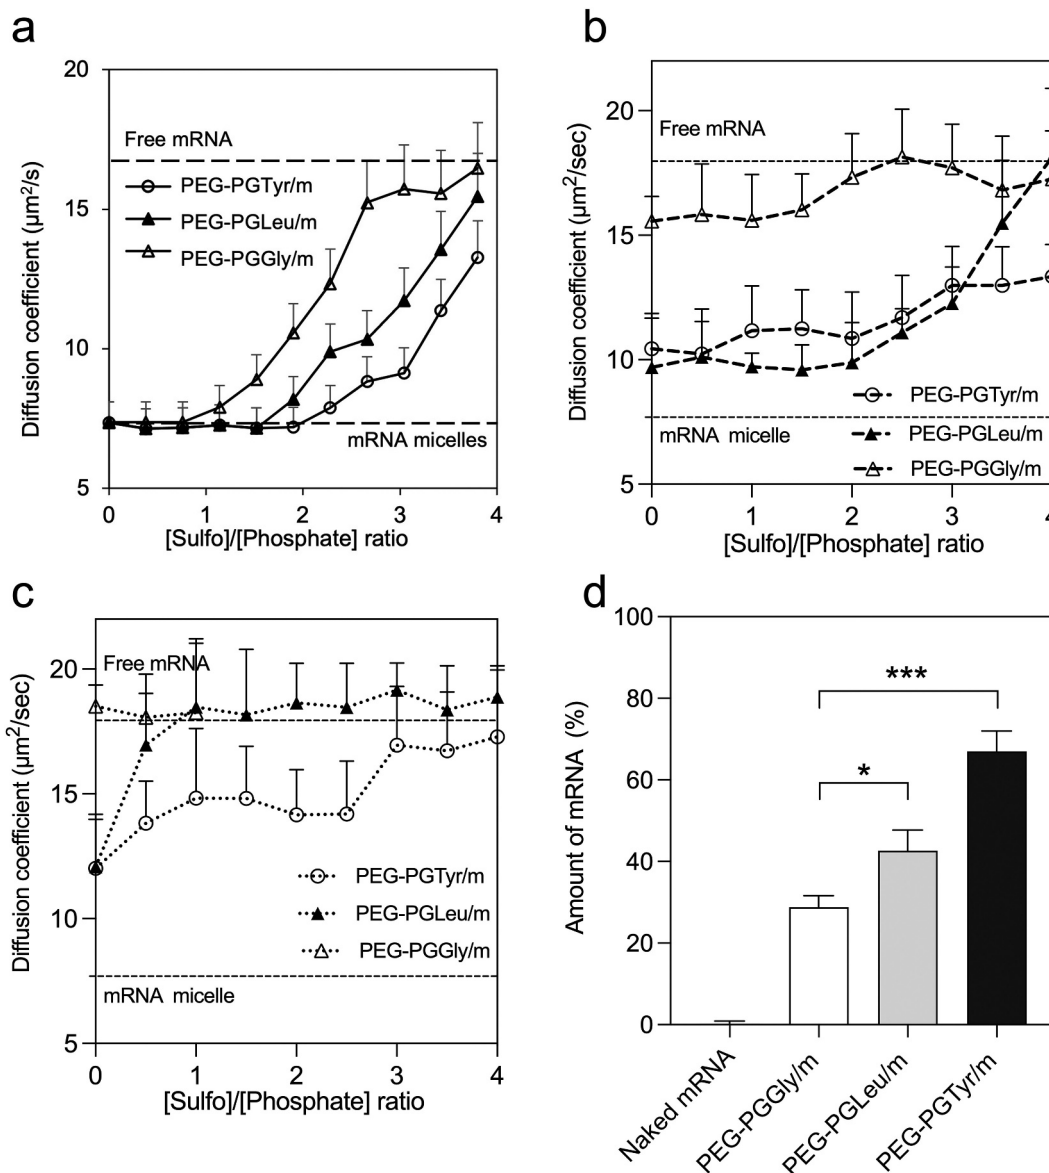 a
Diffusion coefficient (μm²/s)
20
15
10
5
Free mRNA
PEG-PGTyr/m
PEG-PGLeu/m
PEG-PGGly/m
mRNA micelles
0 1 2 3 4
[Sulfo]/[Phosphate] ratio
b
Diffusion coefficient (μm²/sec)
20
15
10
5
Free mRNA
PEG-PGTyr/m
mRNA micelle
PEG-PGLeu/m
PEG-PGGly/m
0 1 2 3 4
[Sulfo]/[Phosphate] ratio
c
Diffusion coefficient (μm²/sec)
20
15
10
5
Free mRNA
PEG-PGTyr/m
PEG-PGLeu/m
PEG-PGGly/m
mRNA micelle
0 1 2 3 4
[Sulfo]/[Phosphate] ratio
d
Amount of mRNA (%)
100
80
60
40
20
0
***
*
Naked mRNA
PEG-PGGly/m
PEG-PGLeu/m
PEG-PGTyr/m